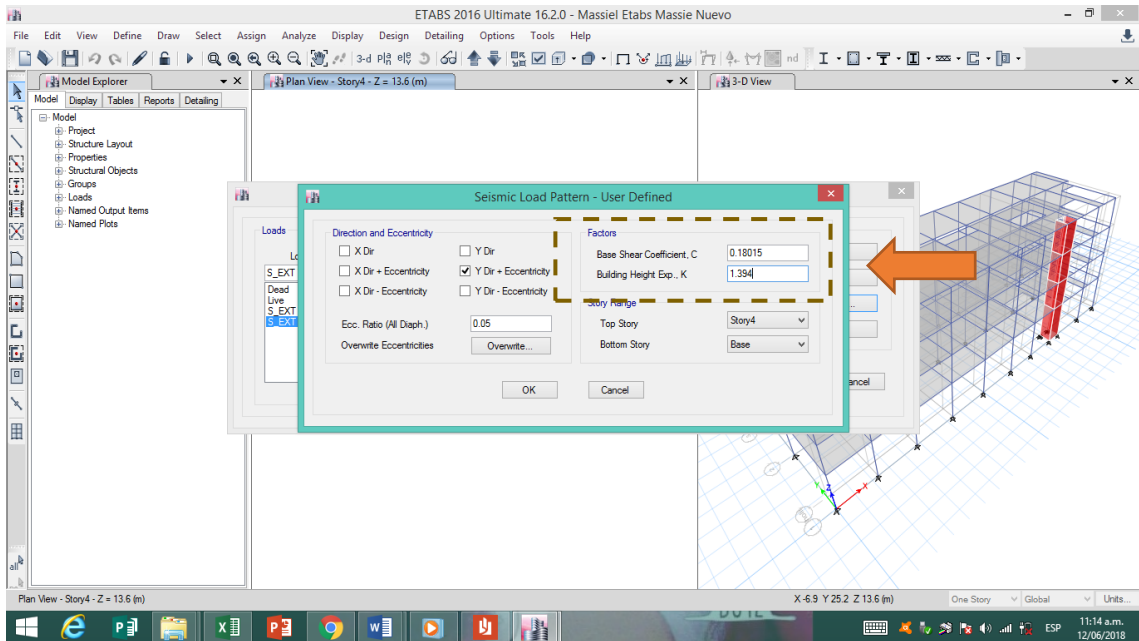 ETABS 2016 Ultimate 16.2.0 - Massiel Etabs Massie Nuevo
File Edit View Define Draw Select Assign Analyze Display Design Detailing Options Tools Help
3-d nd
Model Explorer
Plan View - Story4 - Z = 13.6 (m)
3-D View
Model Display Tables Reports Detailing
Model
Project
Structure Layout
Properties
Structural Objects
Groups
Loads
Named Output Items
Named Plots
Seismic Load Pattern - User Defined
Loads
S_EXT
Dead
Live
S_EXT
S_EXT
Direction and Eccentricity
X Dir Y Dir
X Dir + Eccentricity Y Dir + Eccentricity
X Dir - Eccentricity Y Dir - Eccentricity
Ecc. Ratio (All Diaph.) 0.05
Overwrite Eccentricities Overwrite...
Factors
Base Shear Coefficient, C 0.18015
Building Height Exp., K 1.394
Story Range
Top Story Story4
Bottom Story Base
OK Cancel
ancel
Z
Y X
all
Plan View - Story4 - Z = 13.6 (m)
X -6.9 Y 25.2 Z 13.6 (m)
One Story Global Units...
ESP
11:14 a.m.
12/06/2018